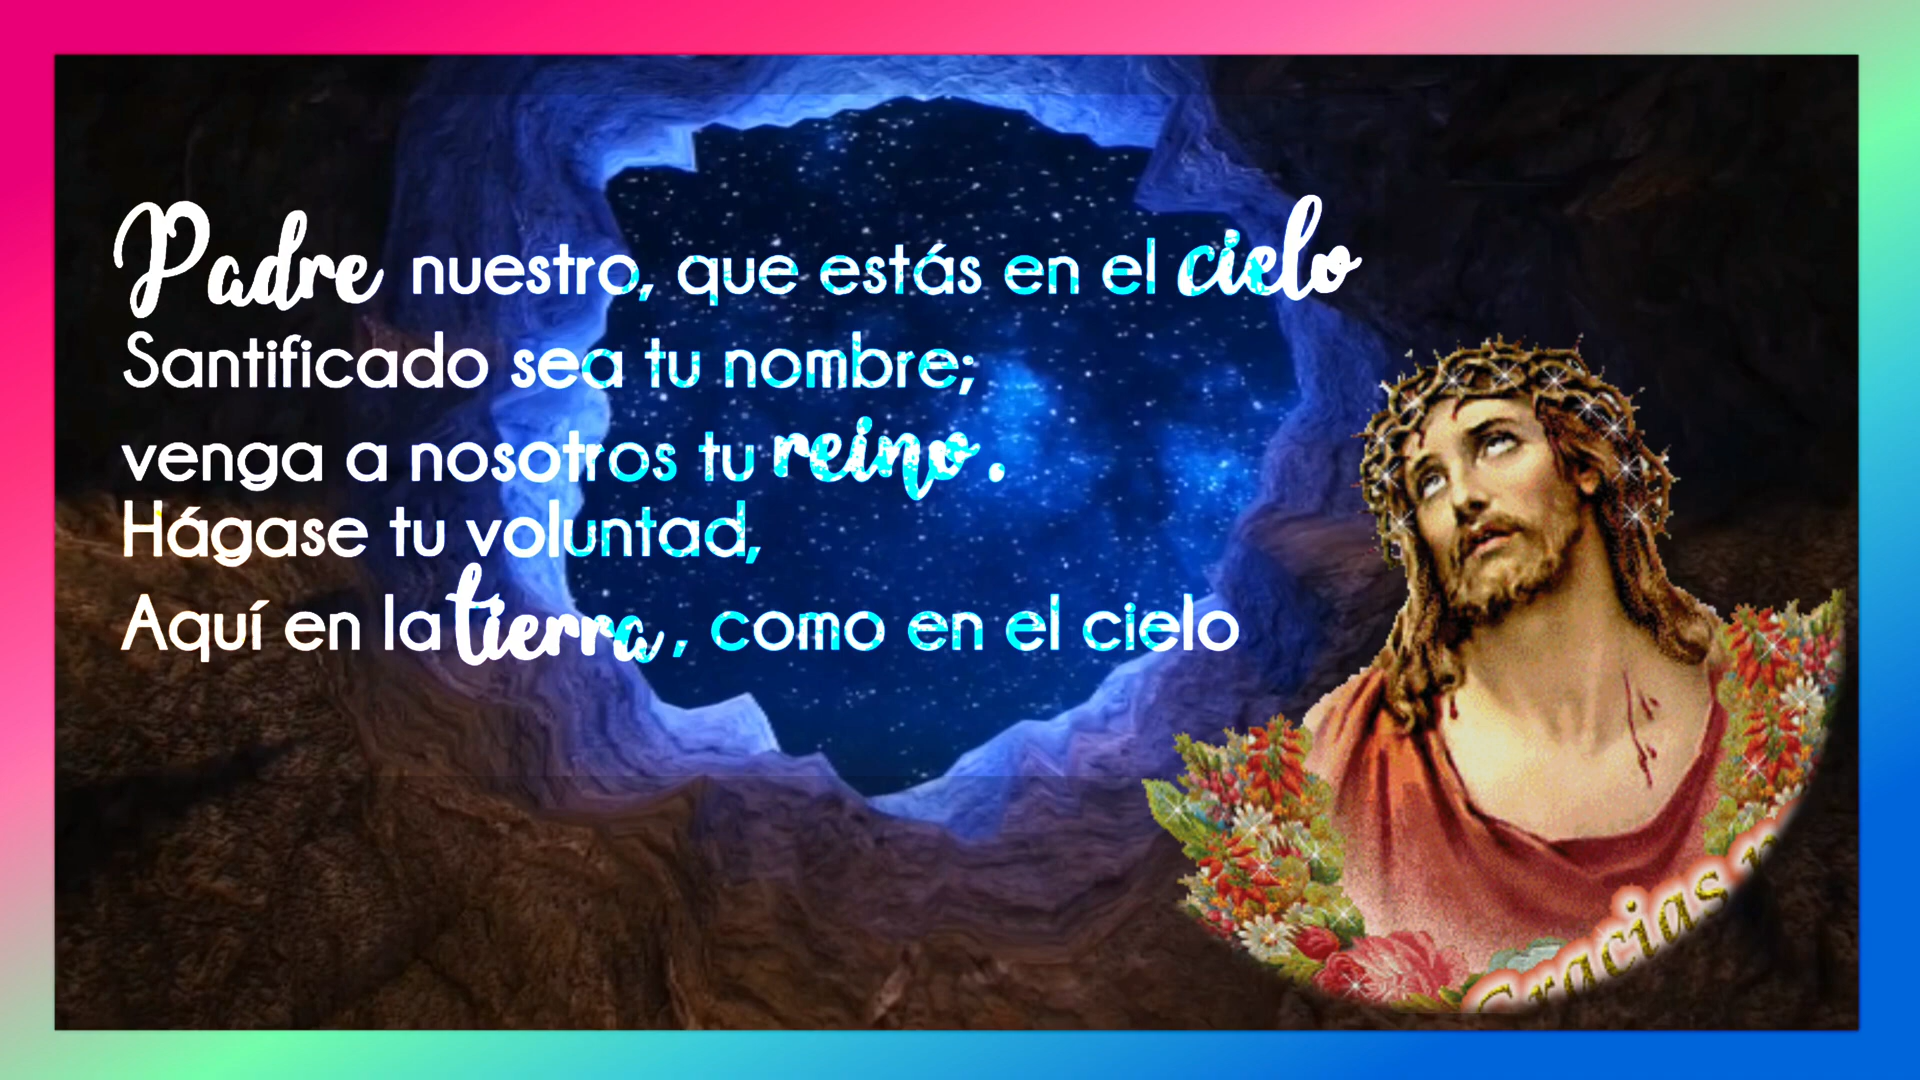 Padre nuestro, que estás en el cielo
Santificado sea tu nombre;
venga a nosotros tu reino.
Hágase tu voluntad,
Aquí en la tierra, como en el cielo
Gracias